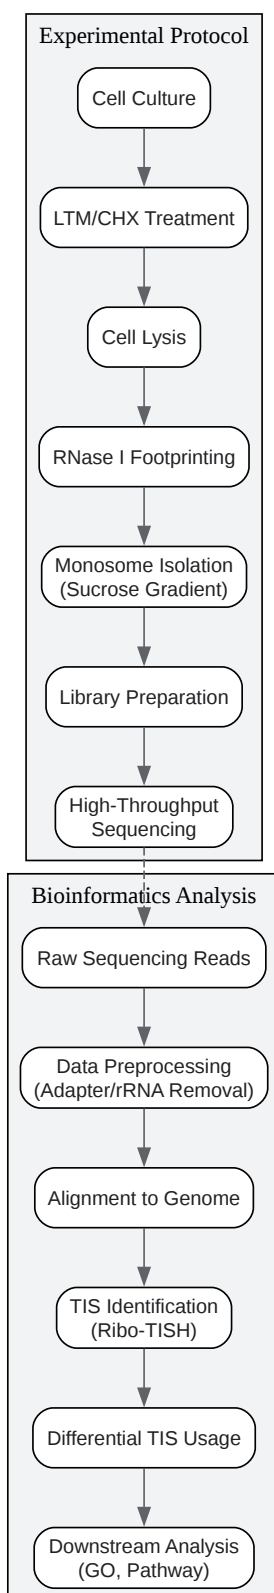 Experimental Protocol
Cell Culture
LTM/CHX Treatment
Cell Lysis
RNase I Footprinting
Monosome Isolation
(Sucrose Gradient)
Library Preparation
High-Throughput
Sequencing
Bioinformatics Analysis
Raw Sequencing Reads
Data Preprocessing
(Adapter/rRNA Removal)
Alignment to Genome
TIS Identification
(Ribo-TISH)
Differential TIS Usage
Downstream Analysis
(GO, Pathway)